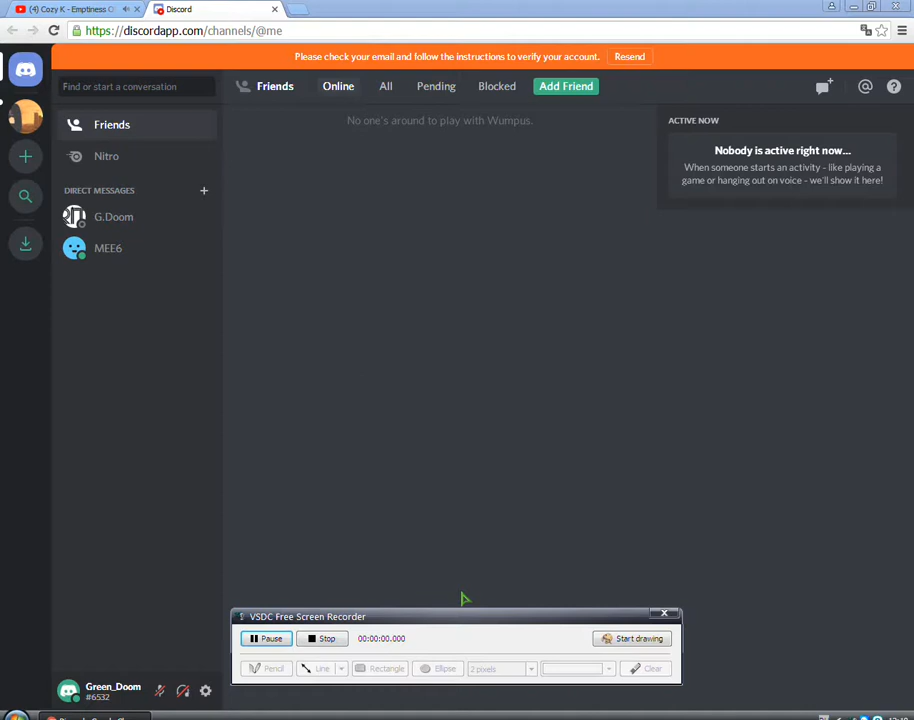 (4) Cozy K - Emptiness
Discord
https://discordapp.com/channels/@me
Please check your email and follow the instructions to verify your account.
Resend
Find or start a conversation
Friends
Online
All
Pending
Blocked
Add Friend
Friends
Nitro
DIRECT MESSAGES
G.Doom
MEE6
No one's around to play with Wumpus.
ACTIVE NOW
Nobody is active right now...
When someone starts an activity - like playing a
game or hanging out on voice - we'll show it here!
VSDC Free Screen Recorder
Pause
Stop
00:00:00.000
Start drawing
Pencil
Line
Rectangle
Ellipse
2 pixels
Clear
Green_Doom
#6532